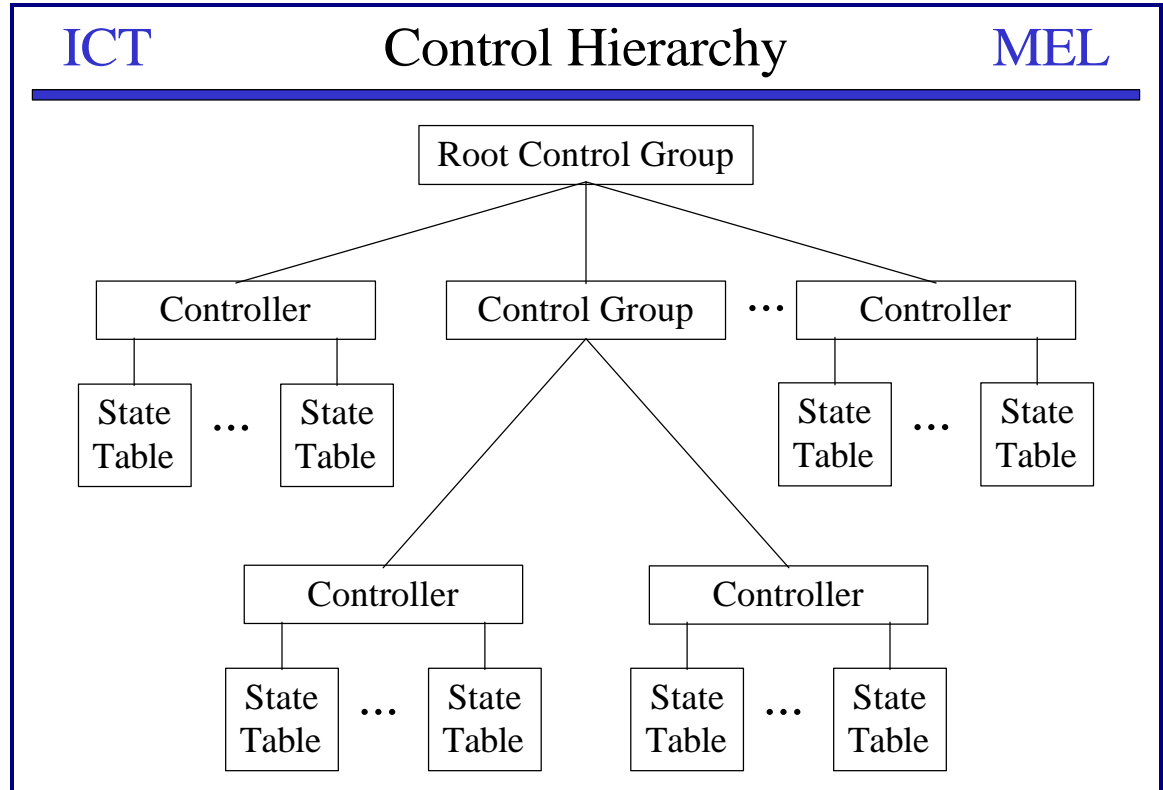 ICT Control Hierarchy MEL
Root Control Group
Controller Control Group ... Controller
State Table ... State Table State Table ... State Table
Controller Controller
State Table ... State Table State Table ... State Table